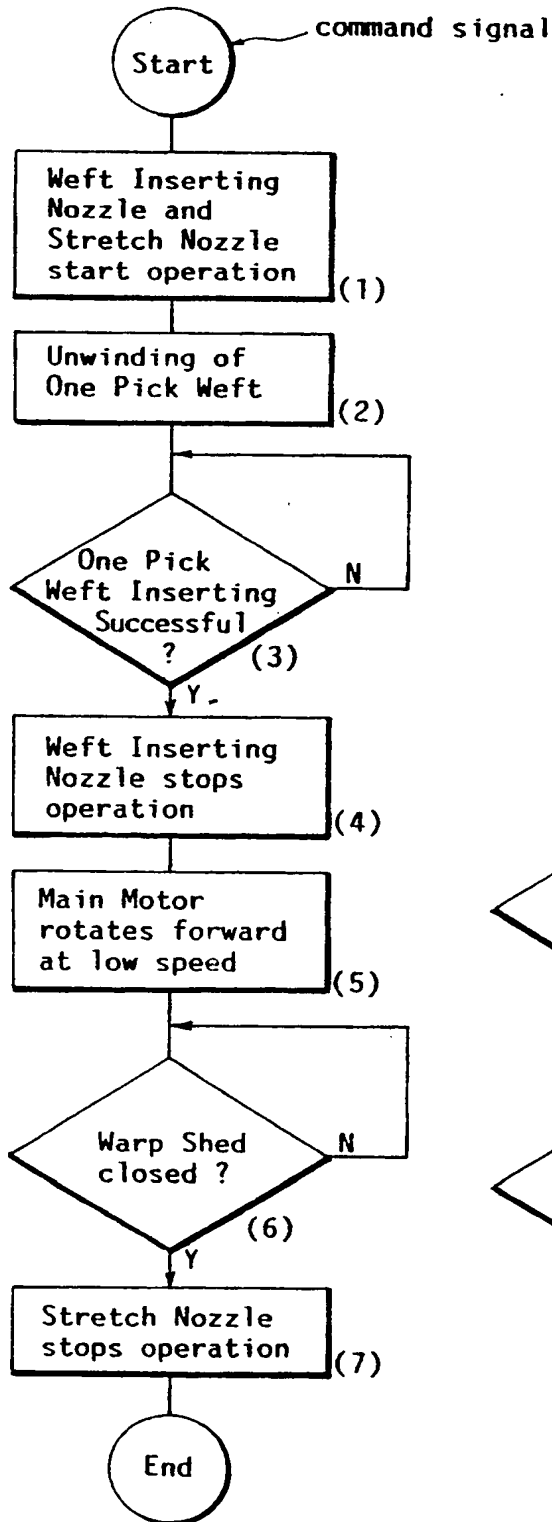 command signal
Start
Weft Inserting
Nozzle and
Stretch Nozzle
start operation
(1)
Unwinding of
One Pick Weft
(2)
One Pick
Weft Inserting
Successful
?
(3)
N
Y
Weft Inserting
Nozzle stops
operation
(4)
Main Motor
rotates forward
at low speed
(5)
Warp Shed
closed ?
N
(6)
Y
Stretch Nozzle
stops operation
(7)
End